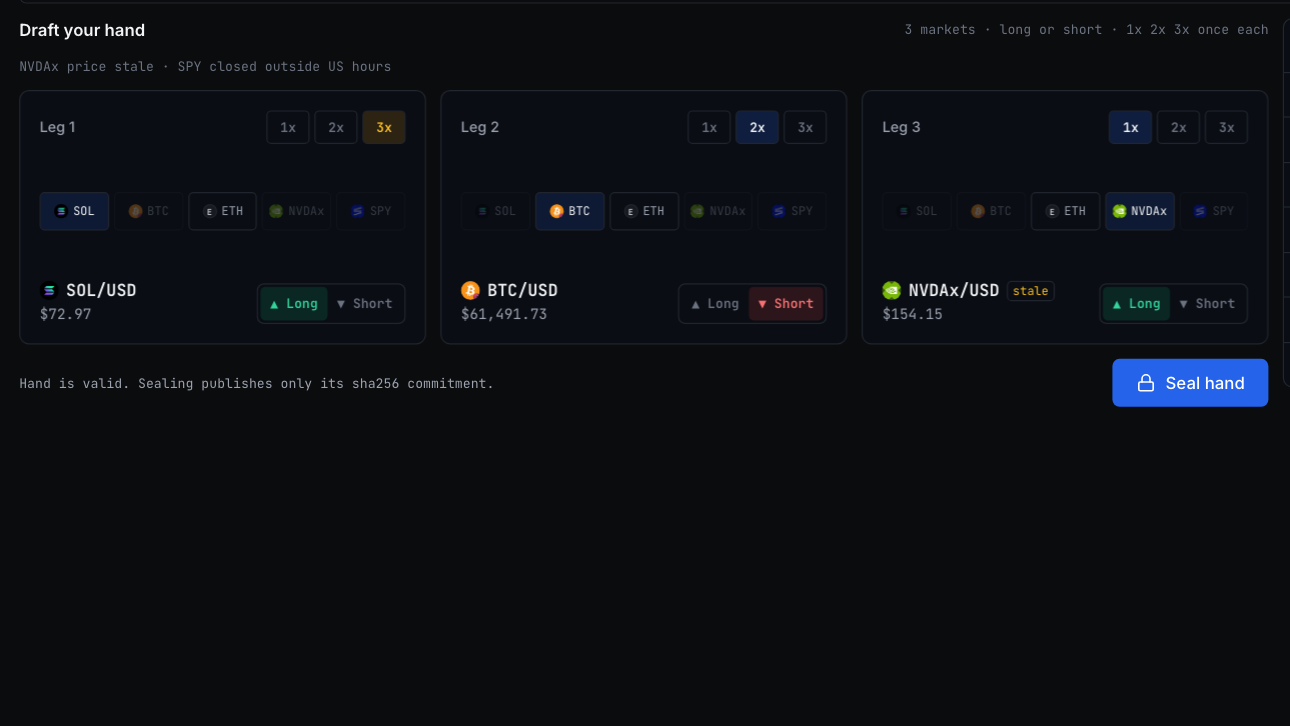 Draft your hand
3 markets · long or short · 1x 2x 3x once each
NVDAx price stale · SPY closed outside US hours
Leg 1
1x 2x 3x
SOL BTC ETH NVDAx SPY
SOL/USD
$72.97
▲ Long ▼ Short
Leg 2
1x 2x 3x
SOL BTC ETH NVDAx SPY
BTC/USD
$61,491.73
▲ Long ▼ Short
Leg 3
1x 2x 3x
SOL BTC ETH NVDAx SPY
NVDAx/USD stale
$154.15
▲ Long ▼ Short
Hand is valid. Sealing publishes only its sha256 commitment.
Seal hand